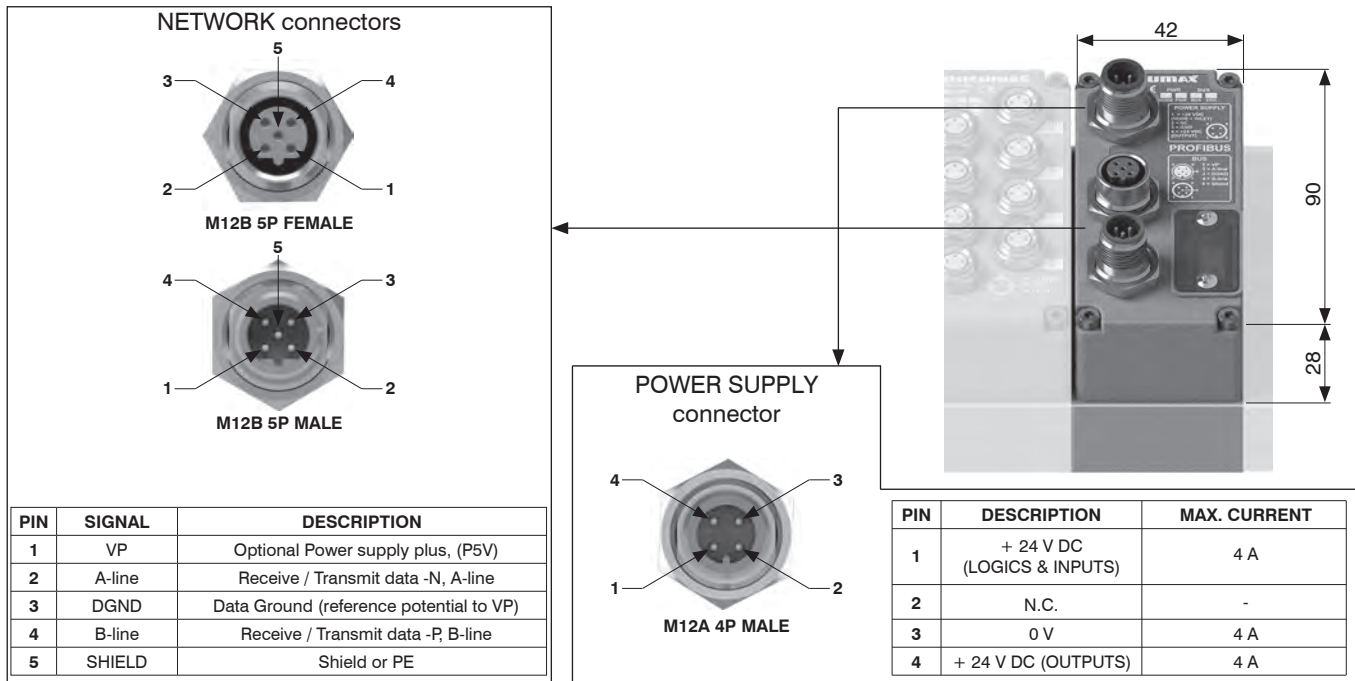 NETWORK connectors
5
3
4
2
1
M12B 5P FEMALE
5
4
3
1
2
M12B 5P MALE
PIN SIGNAL DESCRIPTION
1 VP Optional Power supply plus, (P5V)
2 A-line Receive / Transmit data -N, A-line
3 DGND Data Ground (reference potential to VP)
4 B-line Receive / Transmit data -P, B-line
5 SHIELD Shield or PE
POWER SUPPLY
connector
4
3
1
2
M12A 4P MALE
42
90
28
UMAX
PWR BUS
POWER SUPPLY
PROFIBUS
BUS
PIN DESCRIPTION MAX. CURRENT
1 + 24 V DC
(LOGICS & INPUTS) 4 A
2 N.C. -
3 0 V 4 A
4 + 24 V DC (OUTPUTS) 4 A